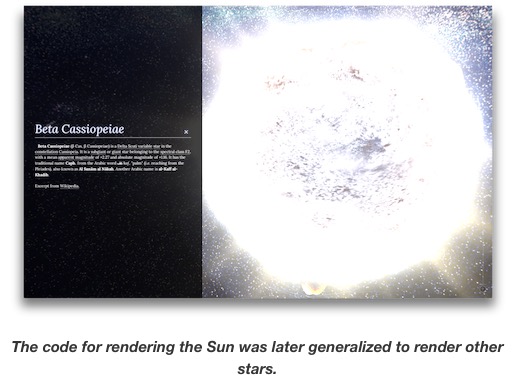 Beta Cassiopeiae ×
Beta Cassiopeiae (β Cas, β Cassiopeiae) is a Delta Scuti variable star in the
constellation Cassiopeia. It is a subgiant or giant star belonging to the spectral class F2,
with a mean apparent magnitude of +2.27 and absolute magnitude of +1.16. It has the
traditional name Caph, from the Arabic word "palm" (i.e. reaching from the
Pleiades), also known as Al Sanam al Nakah. Another Arabic name is al-Kaff al-
Khadib.
Excerpt from Wikipedia.
The code for rendering the Sun was later generalized to render other
stars.